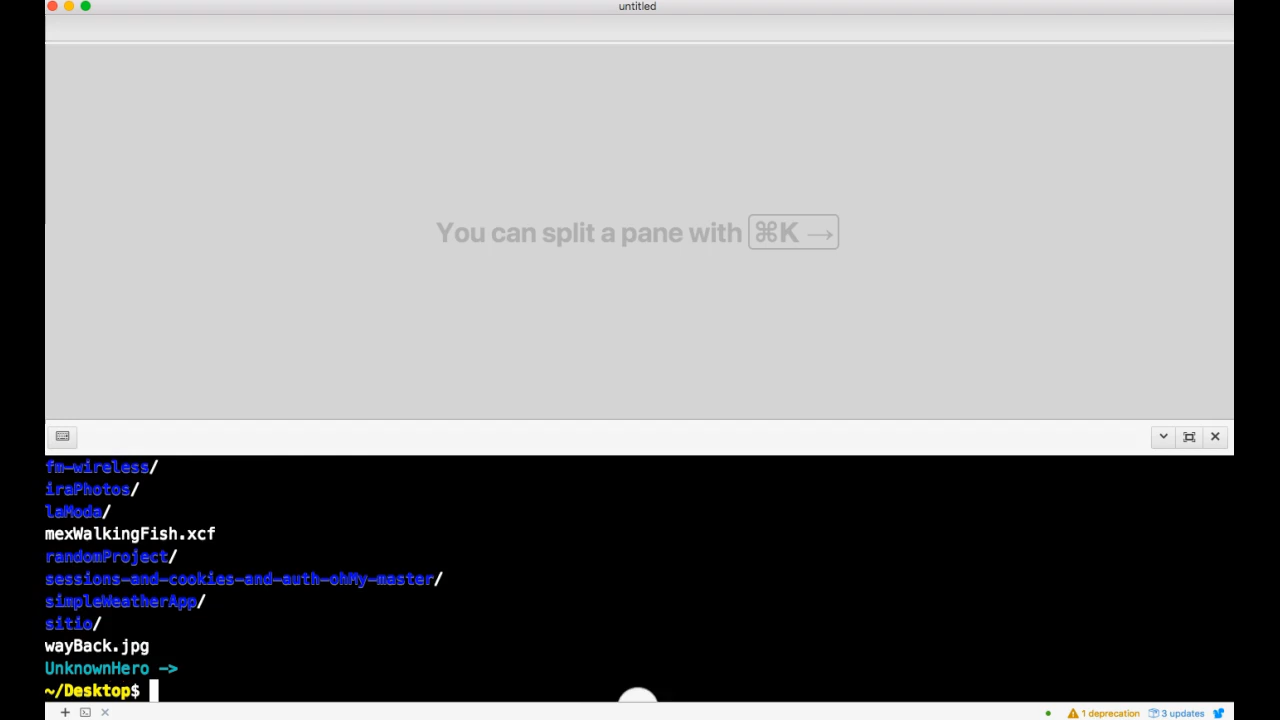 untitled
You can split a pane with ⌘K →
fm-wireless/
iraPhotos/
laModa/
mexWalkingFish.xcf
randomProject/
sessions-and-cookies-and-auth-ohMy-master/
simpleWeatherApp/
sitio/
wayBack.jpg
UnknownHero ->
~/Desktop$
1 deprecation 3 updates